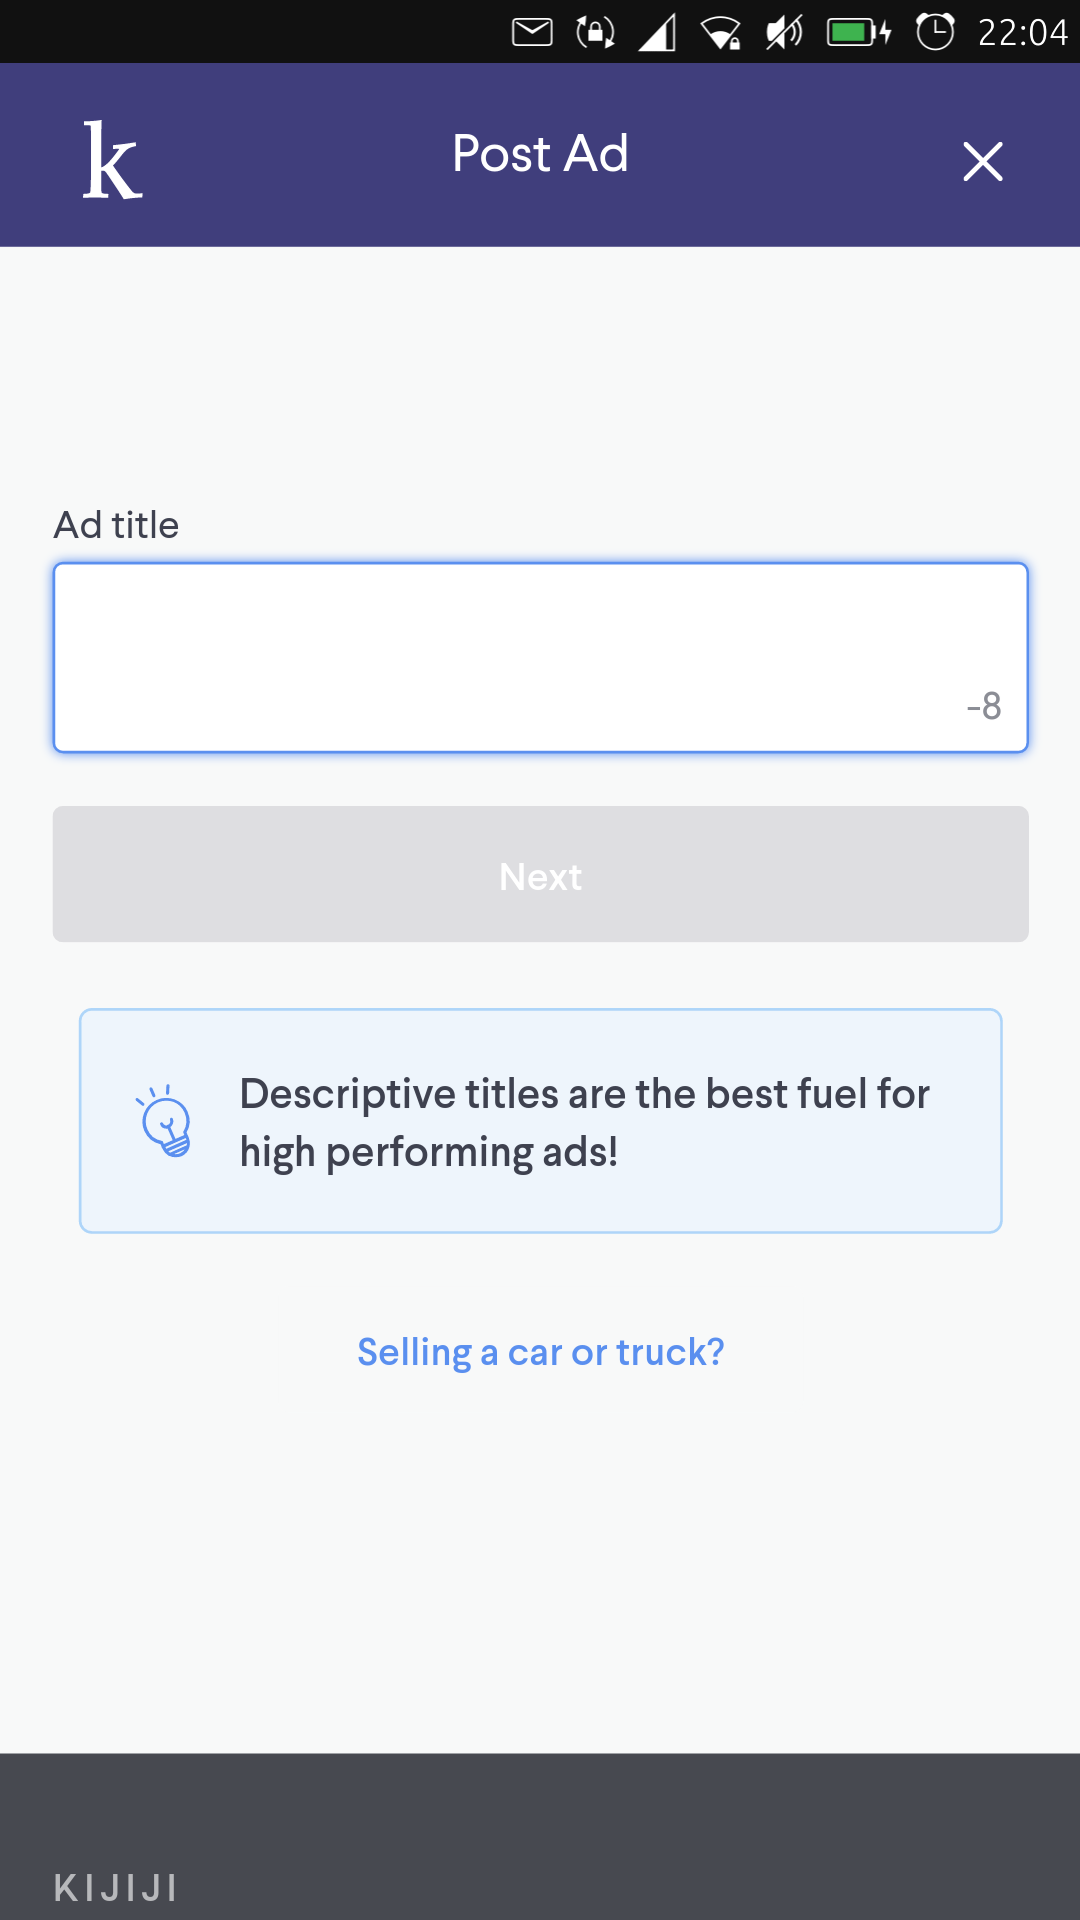 22:04
k
Post Ad
Ad title
-8
Next
Descriptive titles are the best fuel for
high performing ads!
Selling a car or truck?
KIJIJI